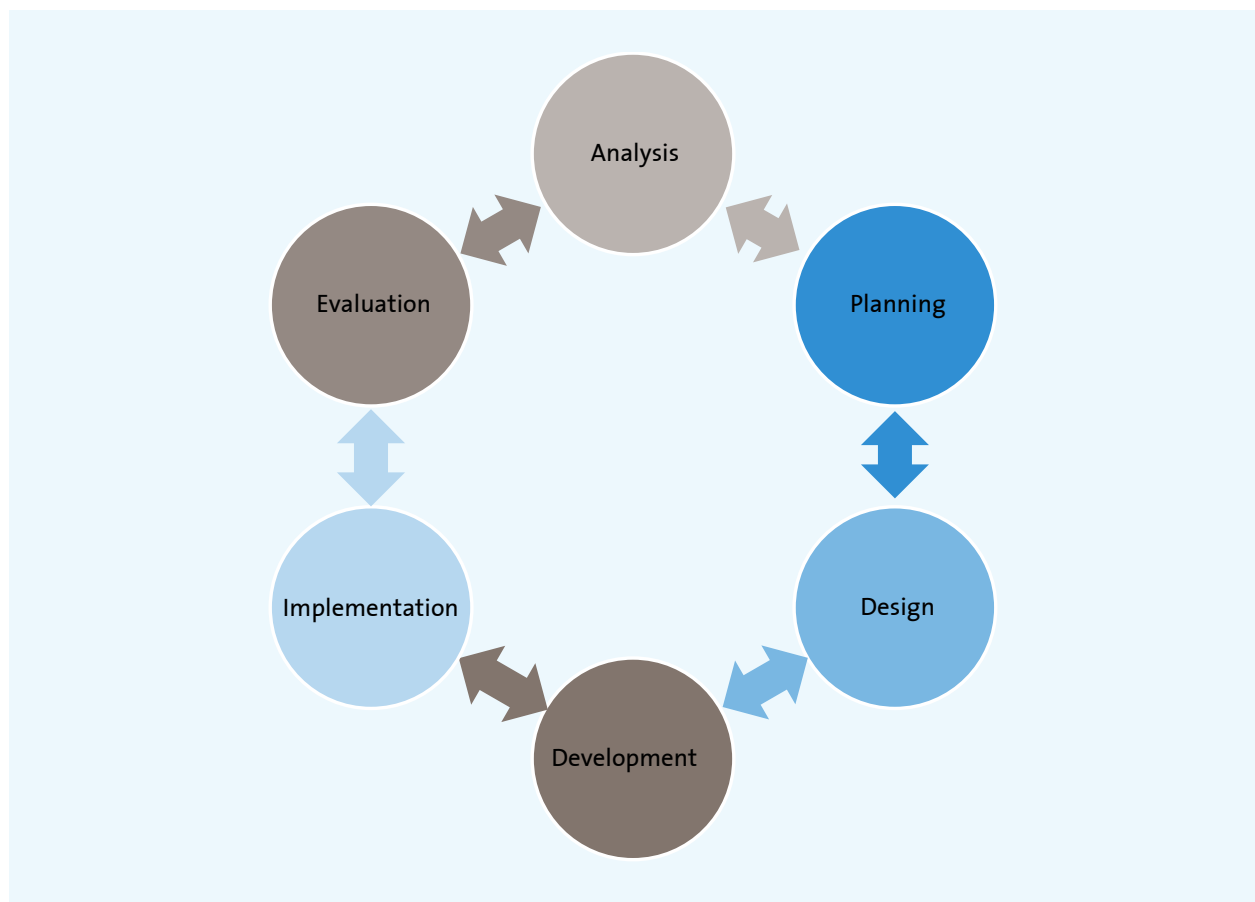 Analysis
Planning
Design
Development
Implementation
Evaluation